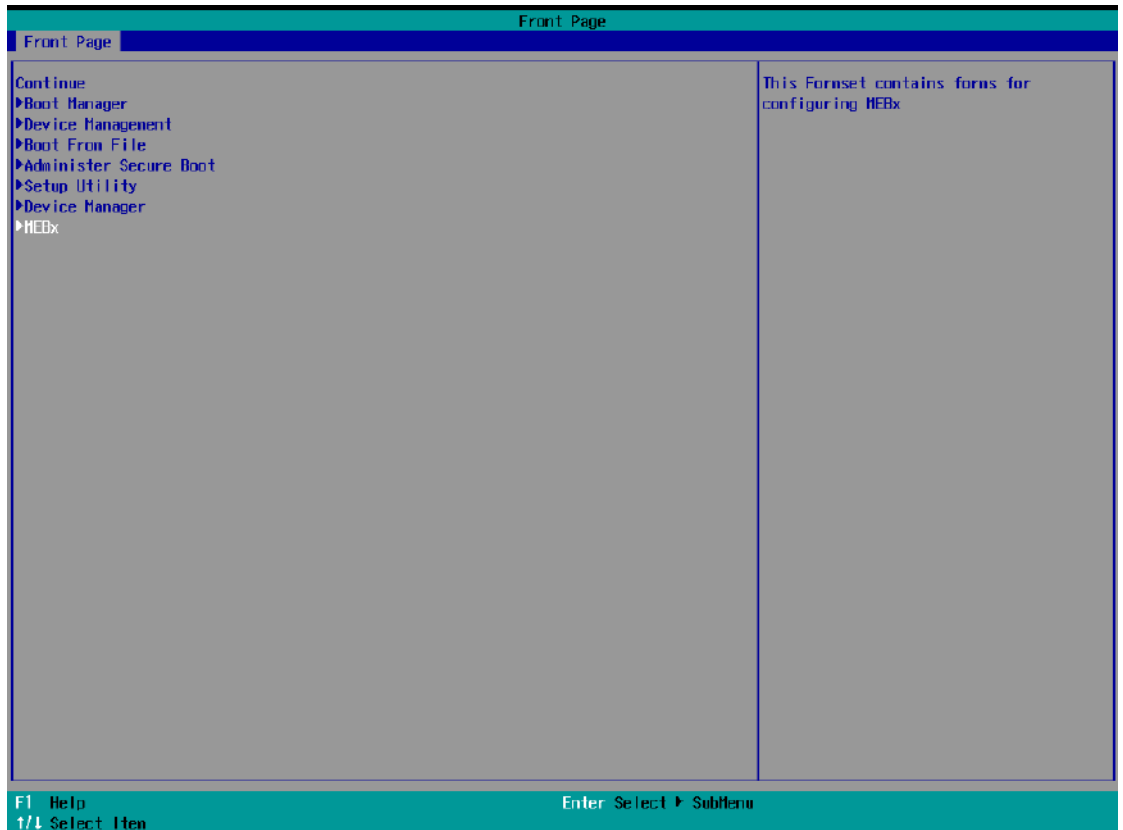 Front Page
Front Page
Continue
▶Boot Manager
▶Device Management
▶Boot From File
▶Administer Secure Boot
▶Setup Utility
▶Device Manager
▶MEBx
This Formset contains forms for
configuring MEBx
F1 Help
Enter Select ▶ SubMenu
↑/↓ Select Item